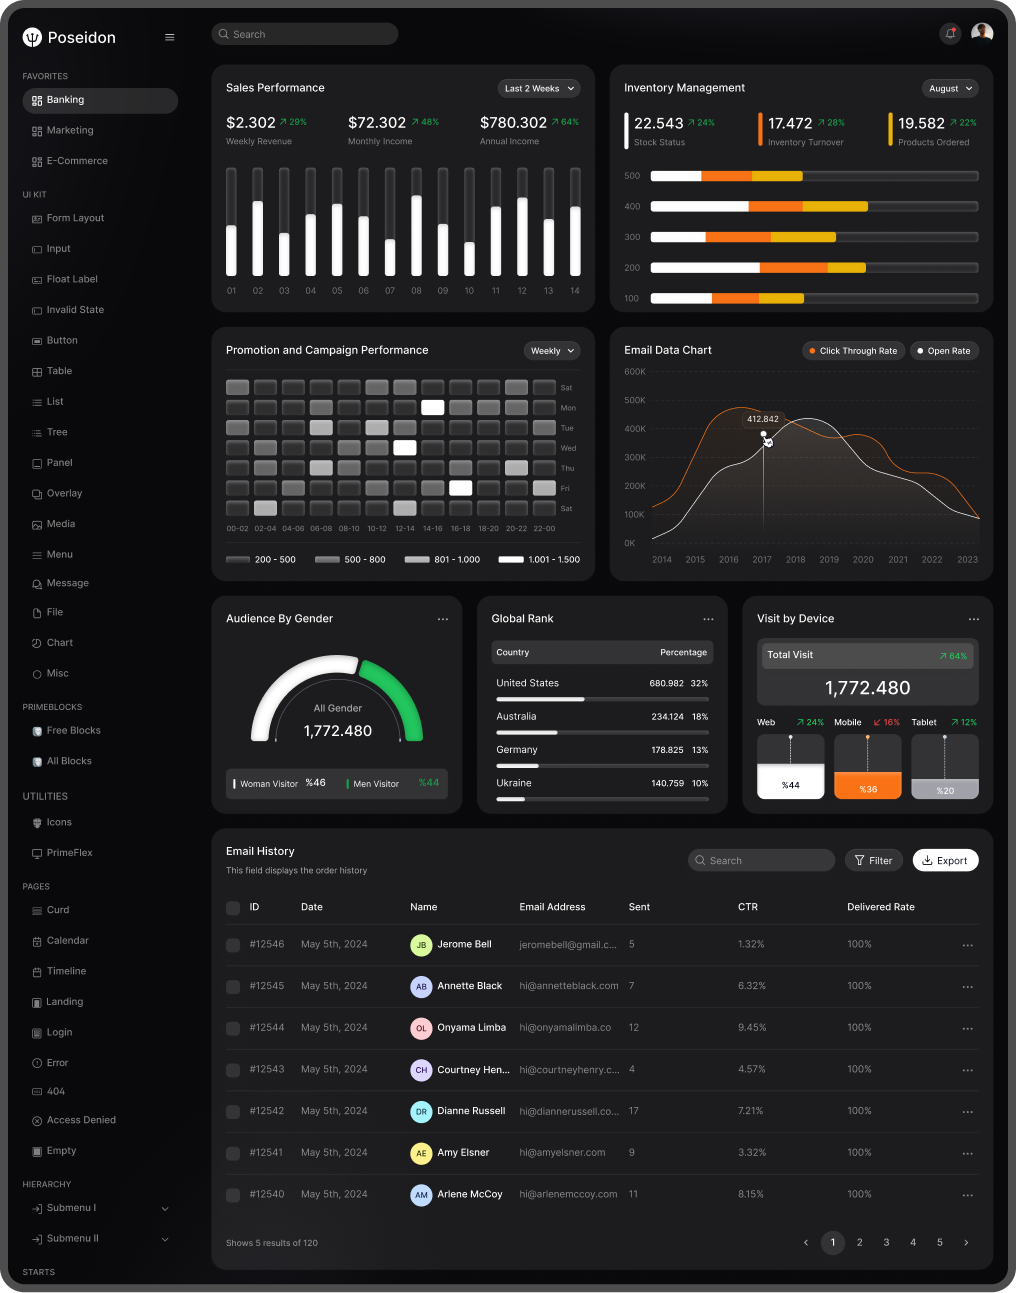 Poseidon
FAVORITES
Banking
Marketing
E-Commerce
UI KIT
Form Layout
Input
Float Label
Invalid State
Button
Table
List
Tree
Panel
Overlay
Media
Menu
Message
File
Chart
Misc
PRIMEBLOCKS
Free Blocks
All Blocks
UTILITIES
Icons
PrimeFlex
PAGES
Curd
Calendar
Timeline
Landing
Login
Error
404
Access Denied
Empty
HIERARCHY
Submenu I
Submenu II
STARTS
Search
Sales Performance
Last 2 Weeks
$2.302 29%
Weekly Revenue
$72.302 48%
Monthly Income
$780.302 64%
Annual Income
01 02 03 04 05 06 07 08 09 10 11 12 13 14
Inventory Management
August
22.543 24%
Stock Status
17.472 28%
Inventory Turnover
19.582 22%
Products Ordered
500
400
300
200
100
Promotion and Campaign Performance
Weekly
Sat
Mon
Tue
Wed
Thu
Fri
Sat
00-02 02-04 04-06 06-08 08-10 10-12 12-14 14-16 16-18 18-20 20-22 22-00
200 - 500 500 - 800 801 - 1.000 1.001 - 1.500
Email Data Chart
Click Through Rate
Open Rate
600K
500K
400K
300K
200K
100K
0K
412.842
2014 2015 2016 2017 2018 2019 2020 2021 2022 2023
Audience By Gender
All Gender
1,772.480
Woman Visitor %46 Men Visitor %44
Global Rank
Country Percentage
United States 680.982 32%
Australia 234.124 18%
Germany 178.825 13%
Ukraine 140.759 10%
Visit by Device
Total Visit 64%
1,772.480
Web 24% Mobile 16% Tablet 12%
%44 %36 %20
Email History
This field displays the order history
Search
Filter
Export
ID Date Name Email Address Sent CTR Delivered Rate
#12546 May 5th, 2024 JB Jerome Bell jeromebell@gmail.c... 5 1.32% 100%
#12545 May 5th, 2024 AB Annette Black hi@annetteblack.com 7 6.32% 100%
#12544 May 5th, 2024 OL Onyama Limba hi@onyamalimba.co 12 9.45% 100%
#12543 May 5th, 2024 CH Courtney Hen... hi@courtneyhenry.c... 4 4.57% 100%
#12542 May 5th, 2024 DR Dianne Russell hi@diannerussell.co... 17 7.21% 100%
#12541 May 5th, 2024 AE Amy Elsner hi@amyelsner.com 9 3.32% 100%
#12540 May 5th, 2024 AM Arlene McCoy hi@arlenemccoy.com 11 8.15% 100%
Shows 5 results of 120
1 2 3 4 5